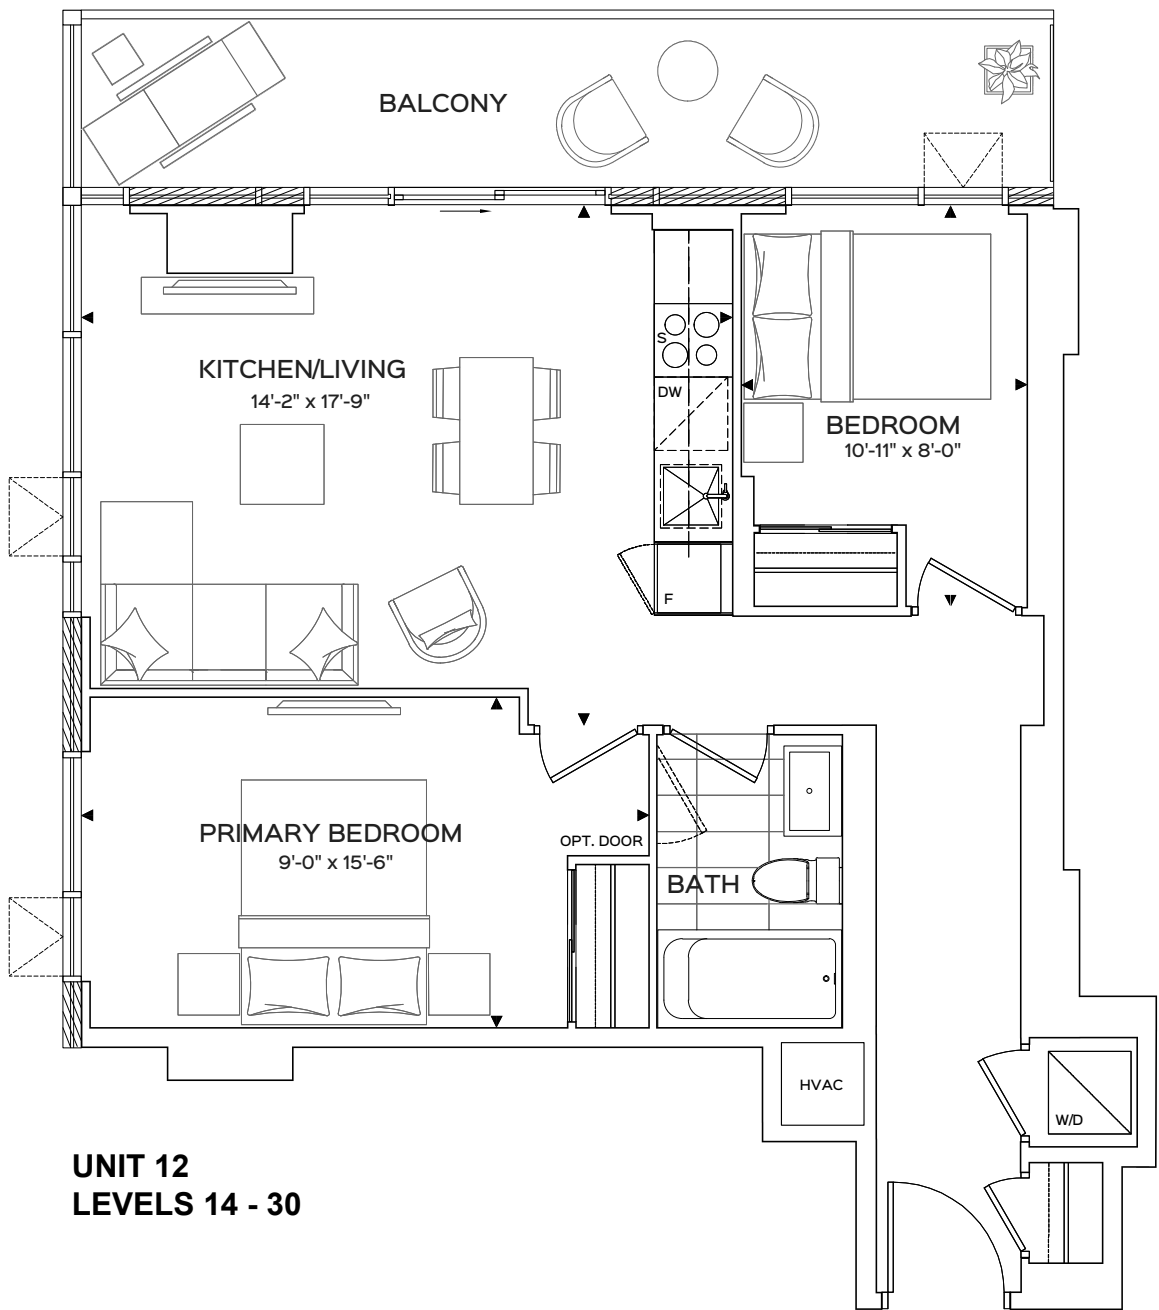 BALCONY
KITCHEN/LIVING
14'-2" x 17'-9"
S
DW
F
BEDROOM
10'-11" x 8'-0"
PRIMARY BEDROOM
9'-0" x 15'-6"
OPT. DOOR
BATH
HVAC
W/D
UNIT 12
LEVELS 14 - 30